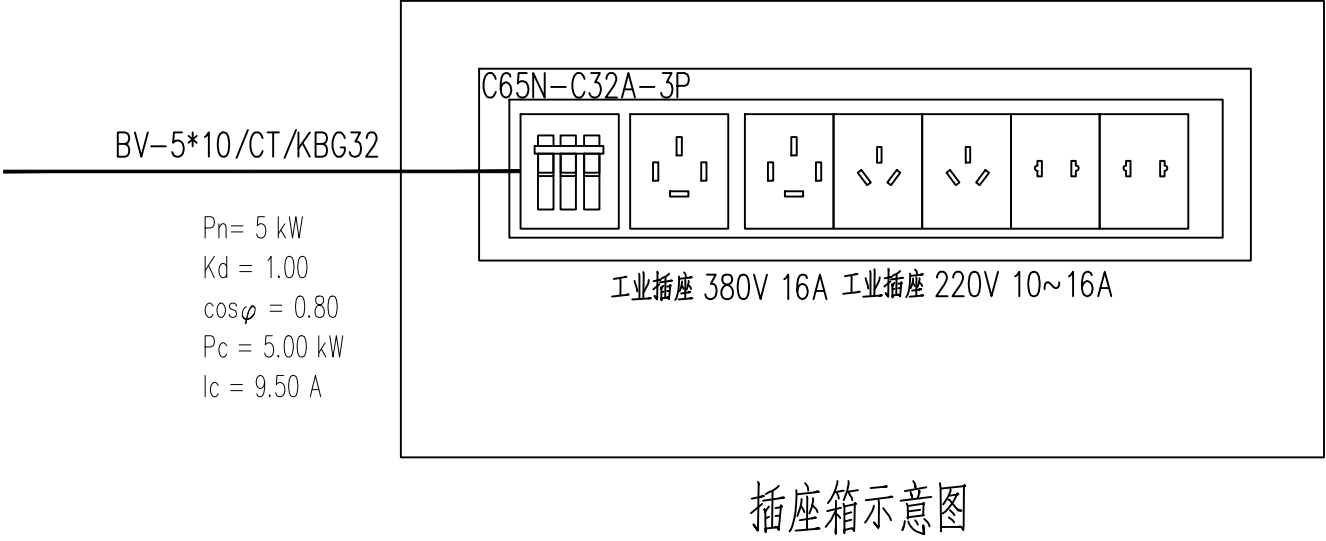 C65N-C32A-3P
BV-5*10/CT/KBG32
Pn= 5 kW
Kd = 1.00
cosφ = 0.80
Pc = 5.00 kW
Ic = 9.50 A
工业插座 380V 16A 工业插座 220V 10~16A
插座箱示意图